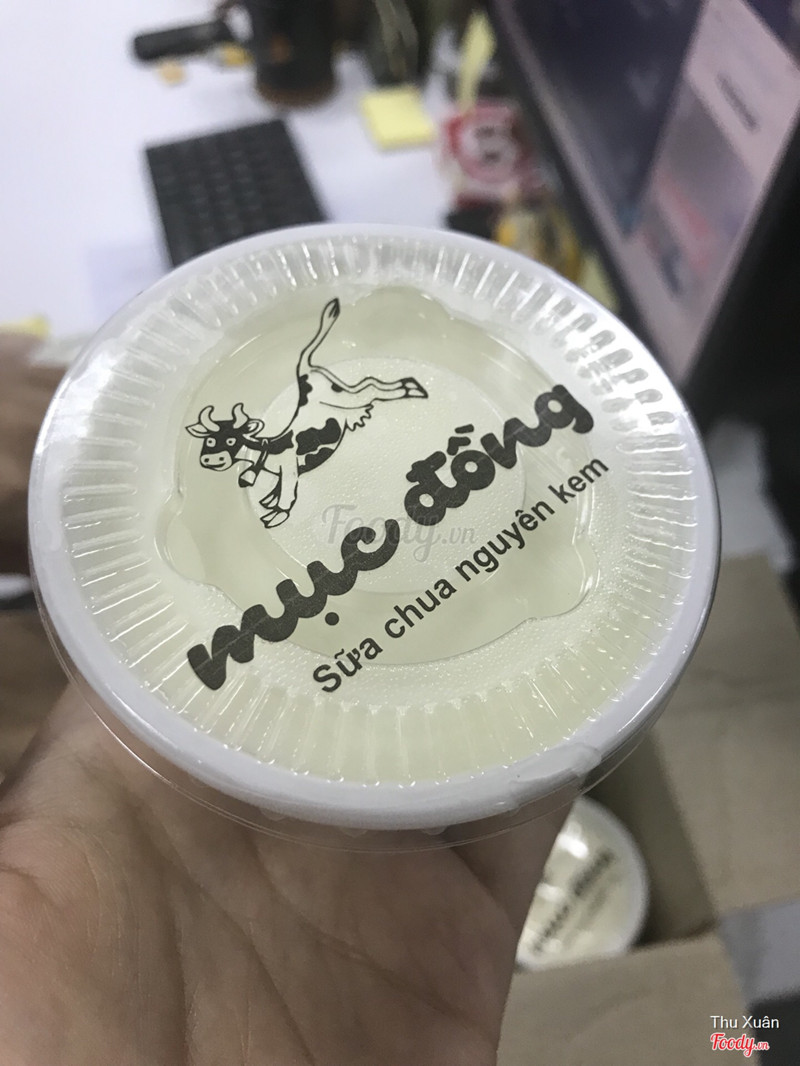 mục đồng
Sữa chua nguyên kem
Foody.vn
Thu Xuân
Foody.vn